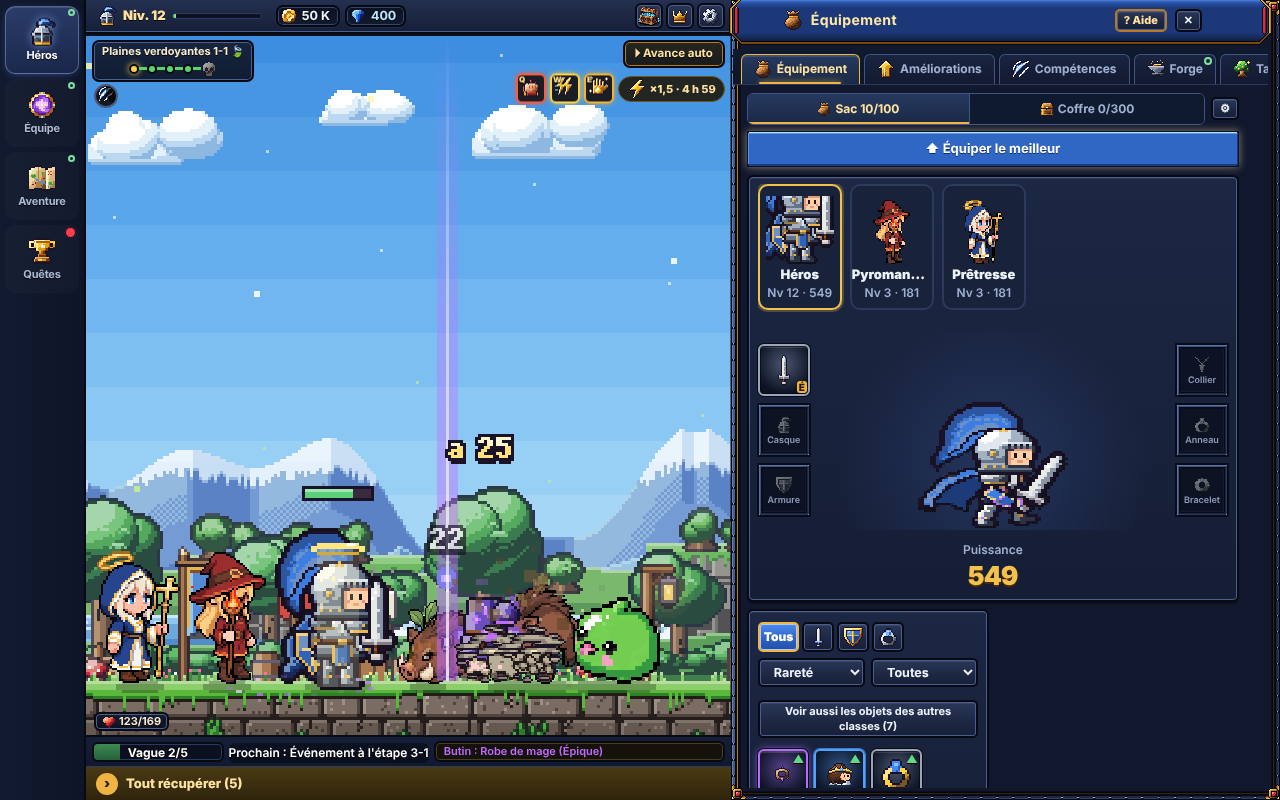 Niv. 12
50 K
400
Héros
Équipe
Aventure
Quêtes
Plaines verdoyantes 1-1
Avance auto
×1,5 · 4 h 59
a 25
22
123/169
Vague 2/5
Prochain : Événement à l'étape 3-1
Butin : Robe de mage (Épique)
Tout récupérer (5)
Équipement
? Aide
×
Équipement
Améliorations
Compétences
Forge
Ta
Sac 10/100
Coffre 0/300
Équiper le meilleur
Héros
Nv 12 · 549
Pyroman...
Nv 3 · 181
Prêtresse
Nv 3 · 181
É
Casque
Armure
Collier
Anneau
Bracelet
Puissance
549
Tous
Rareté
Toutes
Voir aussi les objets des autres
classes (7)